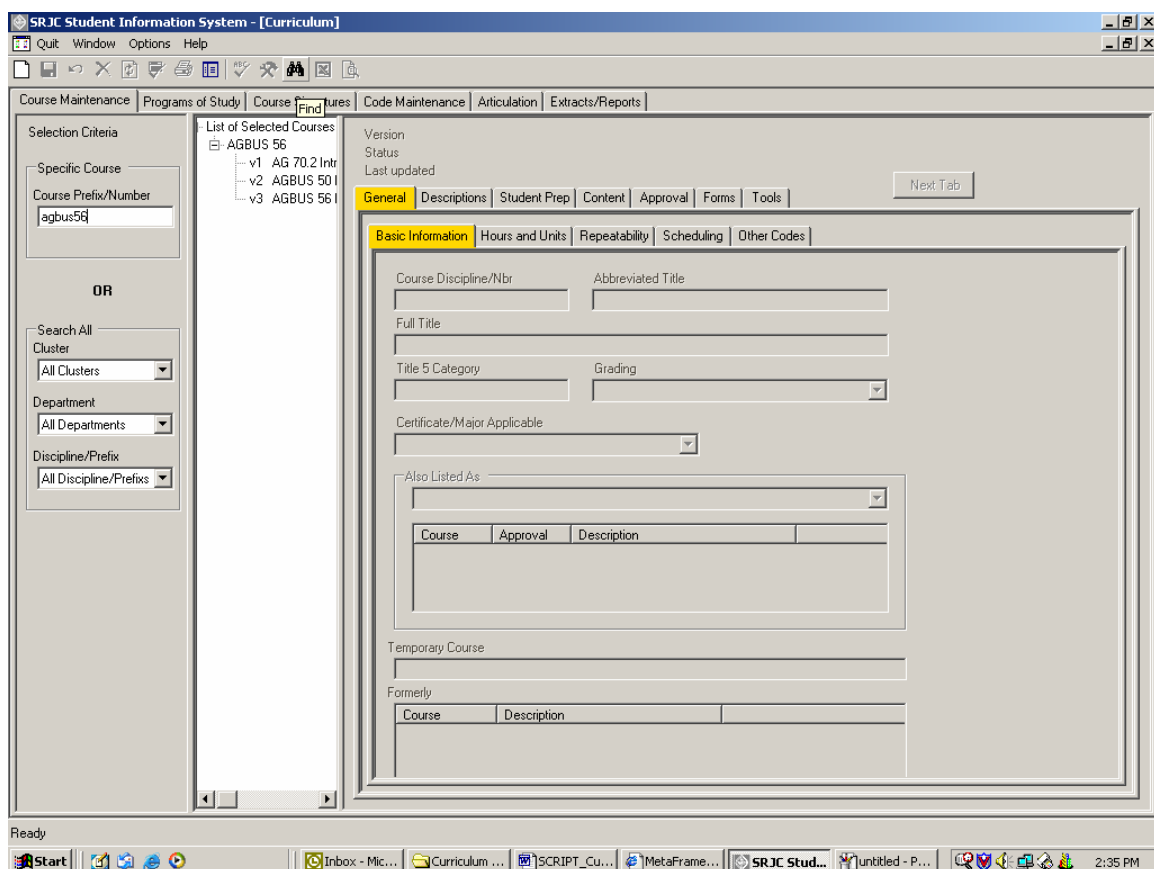 SRJC Student Information System - [Curriculum]
Quit Window Options Help
Course Maintenance Programs of Study Course Structures Code Maintenance Articulation Extracts/Reports
Find
Selection Criteria
Specific Course
Course Prefix/Number
agbus56
OR
Search All
Cluster
All Clusters
Department
All Departments
Discipline/Prefix
All Discipline/Prefixs
List of Selected Courses
AGBUS 56
v1 AG 70.2 Intr
v2 AGBUS 50 I
v3 AGBUS 56 I
Version
Status
Last updated
Next Tab
General Descriptions Student Prep Content Approval Forms Tools
Basic Information Hours and Units Repeatability Scheduling Other Codes
Course Discipline/Nbr Abbreviated Title
Full Title
Title 5 Category Grading
Certificate/Major Applicable
Also Listed As
Course Approval Description
Temporary Course
Formerly
Course Description
Ready
Start Inbox - Mic... Curriculum ... SCRIPT_Cu... MetaFrame... SRJC Stud... untitled - P... 2:35 PM